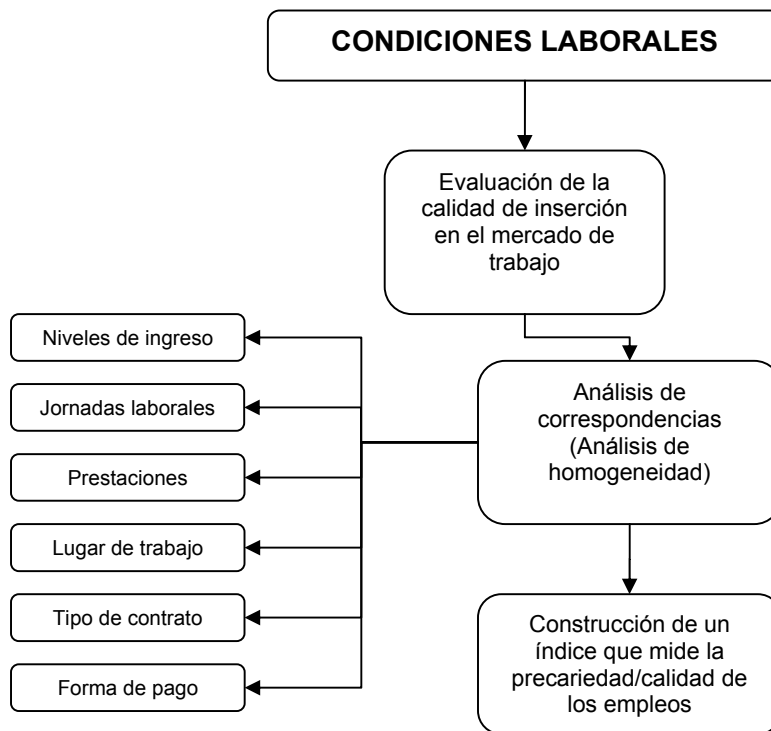 CONDICIONES LABORALES
Evaluación de la
calidad de inserción
en el mercado de
trabajo
Niveles de ingreso
Jornadas laborales
Prestaciones
Lugar de trabajo
Tipo de contrato
Forma de pago
Análisis de
correspondencias
(Análisis de
homogeneidad)
Construcción de un
índice que mide la
precariedad/calidad de
los empleos